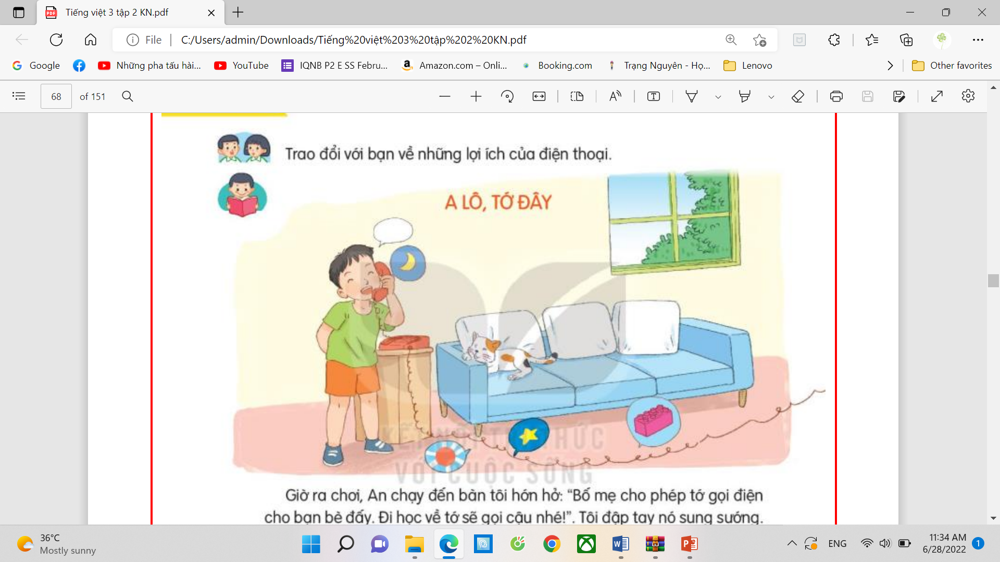 Tiếng việt 3 tập 2 KN.pdf
File
C:/Users/admin/Downloads/Tiếng%20việt%203%20tập%202%20KN.pdf
Google
Những pha tấu hài...
YouTube
IQNB P2 E SS Febru...
Amazon.com – Onli...
Booking.com
Trạng Nguyên - Họ...
Lenovo
Other favorites
68 of 151
Trao đổi với bạn về những lợi ích của điện thoại.
A LÔ, TỚ ĐÂY
KẾT NỐI TRI THỨC
VỚI CUỘC SỐNG
Giờ ra chơi, An chạy đến bàn tôi hớn hở: “Bố mẹ cho phép tớ gọi điện
cho bạn bè đấy. Đi học về tớ sẽ gọi cậu nhé!”. Tôi đập tay nó sung sướng.
36°C
Mostly sunny
ENG
11:34 AM
6/28/2022
1